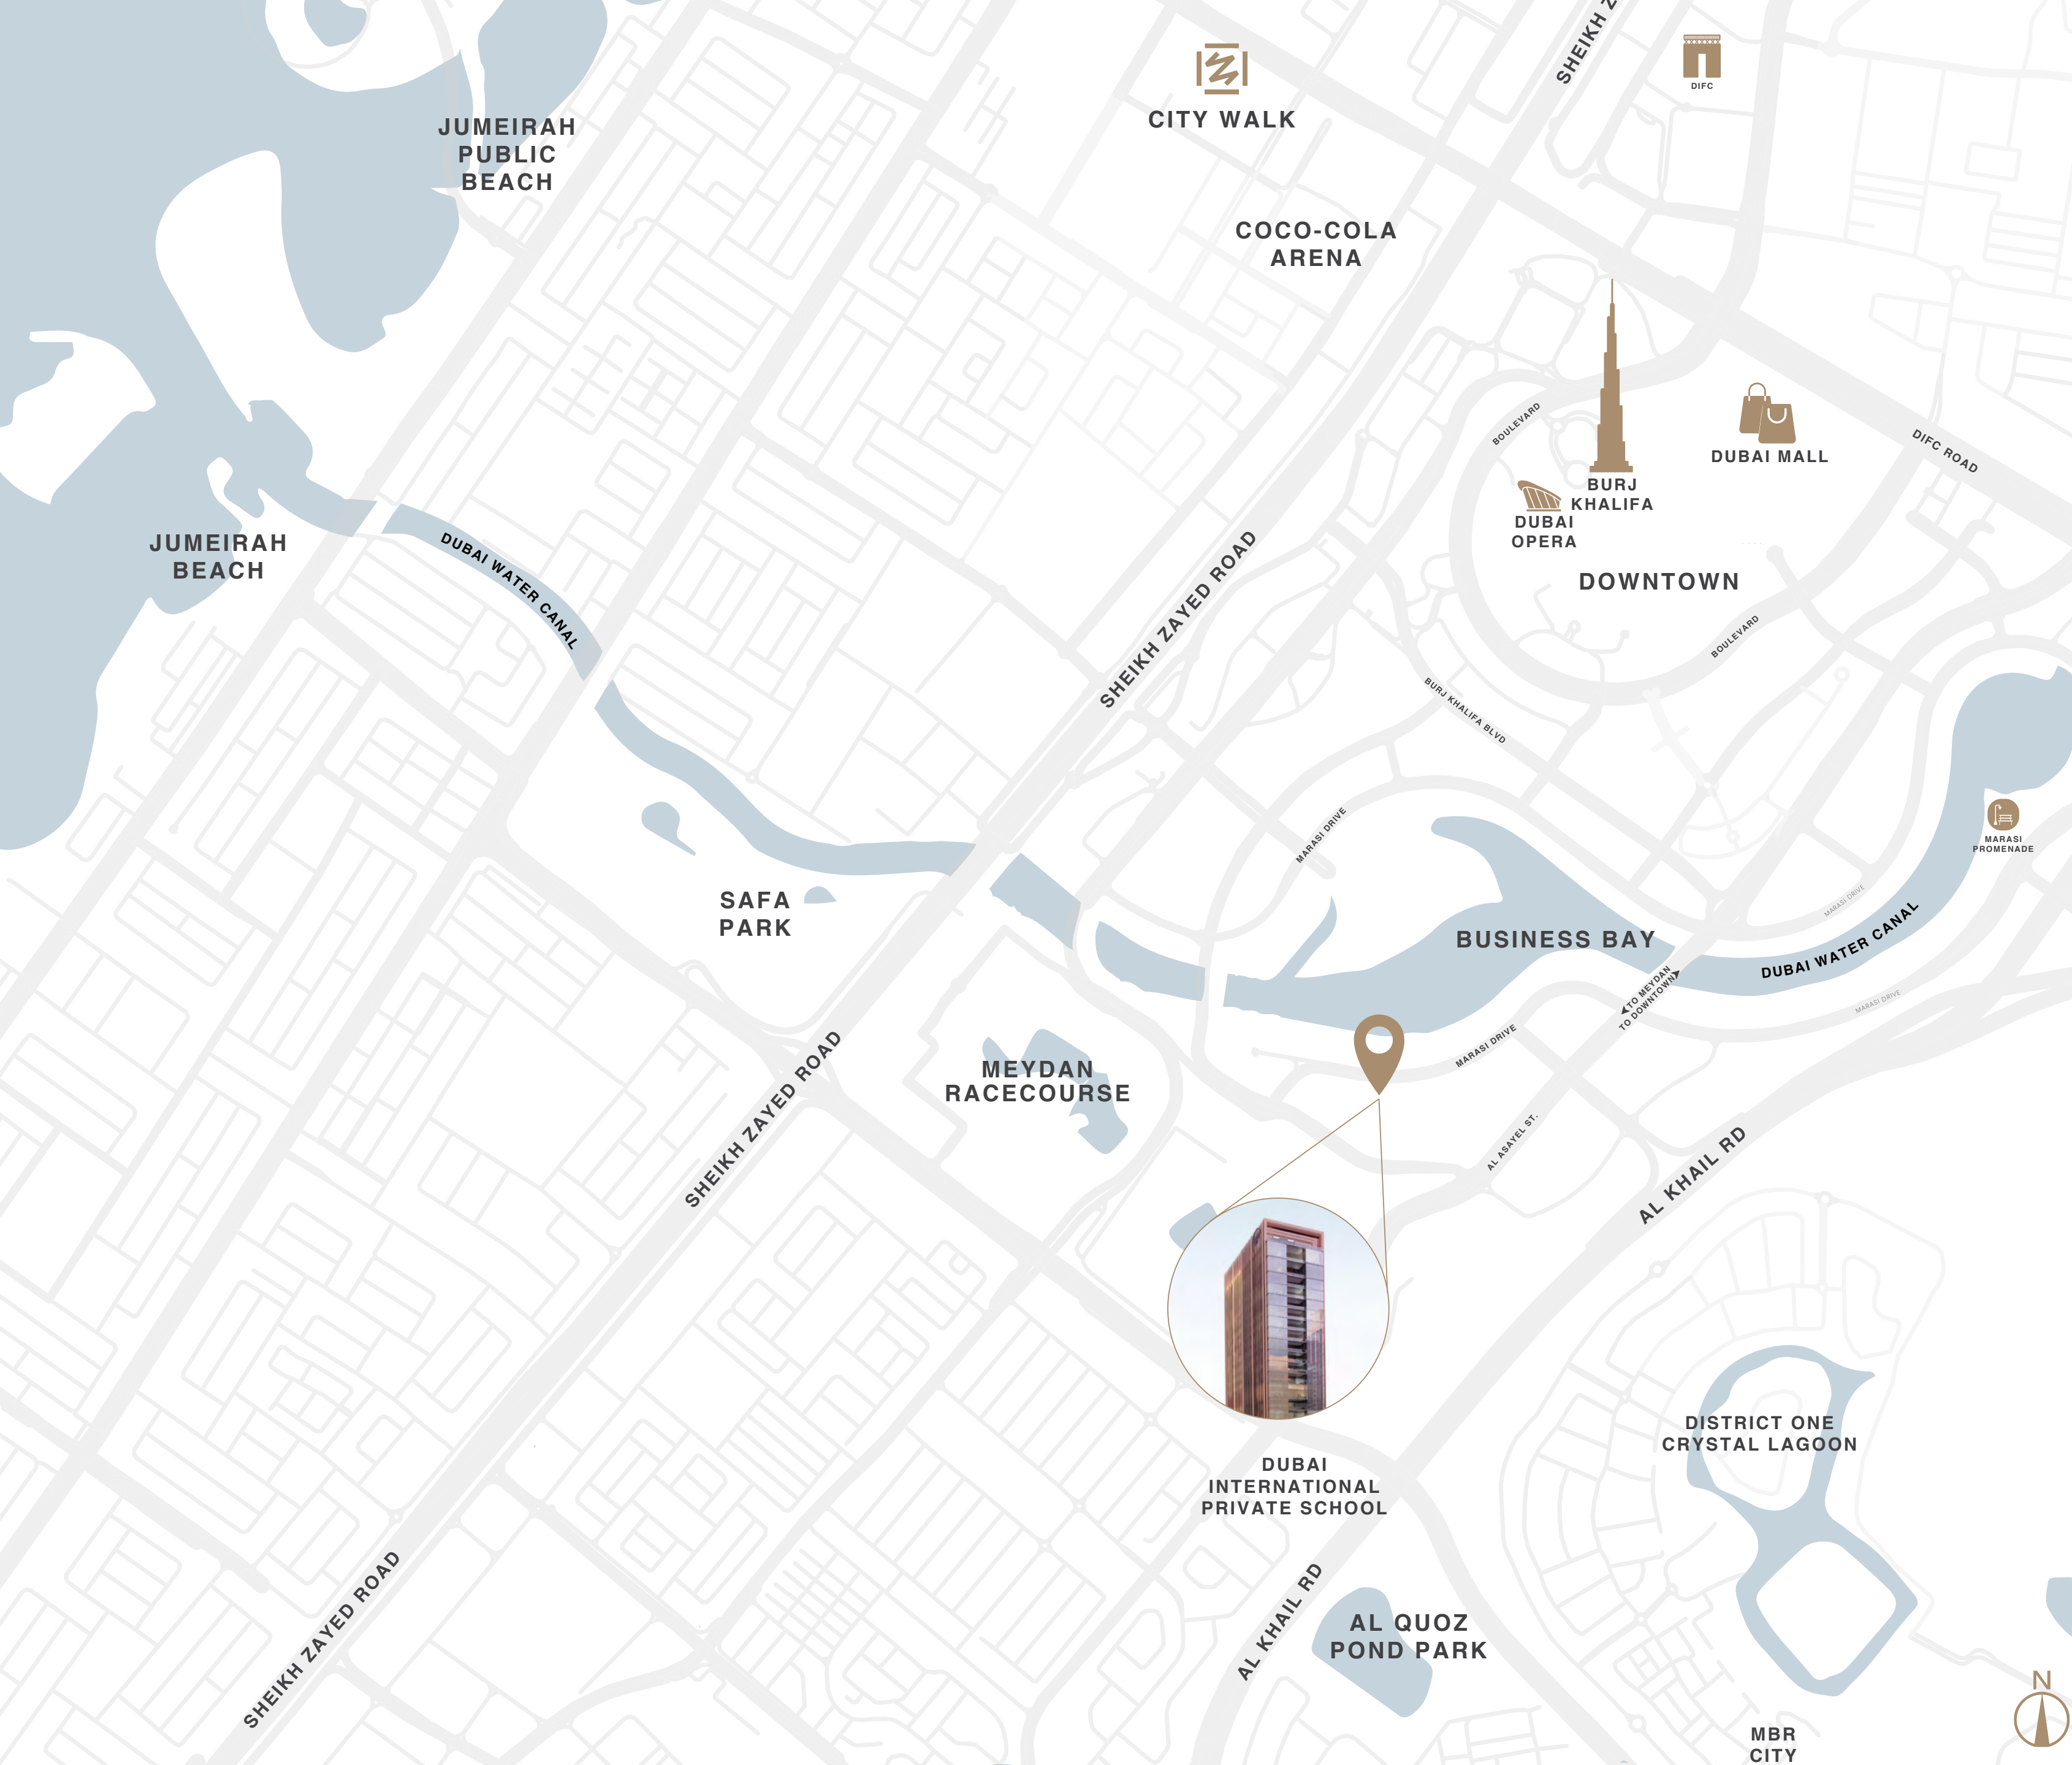 SHEIKH Z
DIFC
CITY WALK
JUMEIRAH
PUBLIC
BEACH
COCO-COLA
ARENA
BOULEVARD
DIFC ROAD
DUBAI MALL
BURJ
KHALIFA
DUBAI
OPERA
JUMEIRAH
BEACH
DUBAI WATER CANAL
SHEIKH ZAYED ROAD
DOWNTOWN
BOULEVARD
BURJ KHALIFA BLVD
MARASI DRIVE
MARASI
PROMENADE
SAFA
PARK
MARASI DRIVE
BUSINESS BAY
DUBAI WATER CANAL
TO MEYDAN
TO DOWNTOWN
MARASI DRIVE
MARASI DRIVE
MEYDAN
RACECOURSE
SHEIKH ZAYED ROAD
AL ASAYEL ST.
AL KHAIL RD
DISTRICT ONE
CRYSTAL LAGOON
DUBAI
INTERNATIONAL
PRIVATE SCHOOL
SHEIKH ZAYED ROAD
AL KHAIL RD
AL QUOZ
POND PARK
N
MBR
CITY